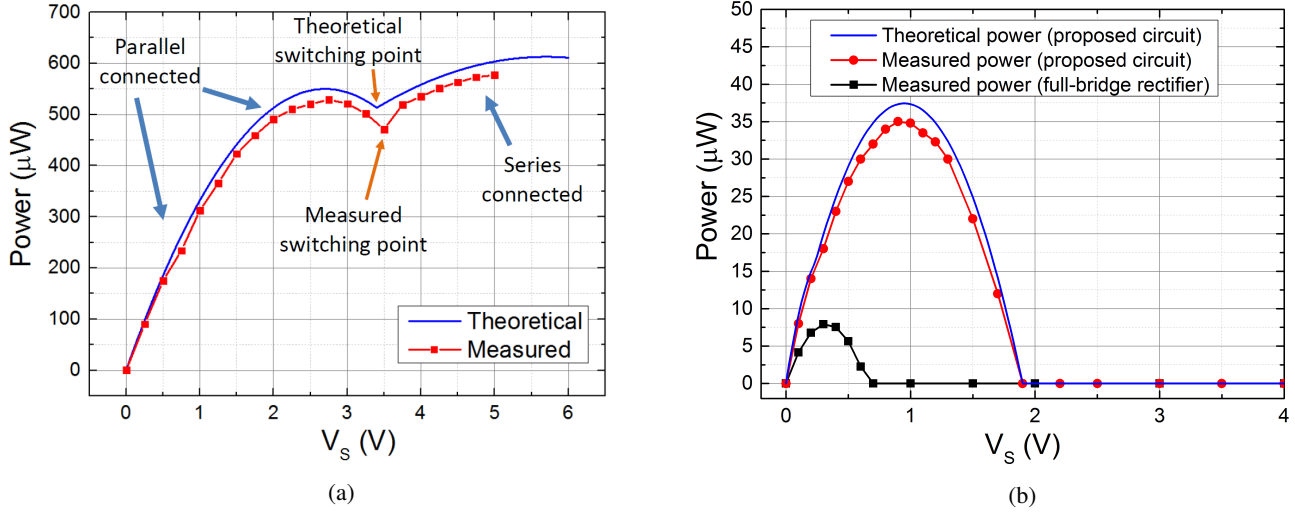 700
600
500
400
300
200
100
0
Power (μW)
Parallel
connected
Theoretical
switching point
Measured
switching point
Series
connected
Theoretical
Measured
0 1 2 3 4 5 6
V_S (V)
(a)
50
45
40
35
30
25
20
15
10
5
0
Power (μW)
Theoretical power (proposed circuit)
Measured power (proposed circuit)
Measured power (full-bridge rectifier)
0 1 2 3 4
V_S (V)
(b)